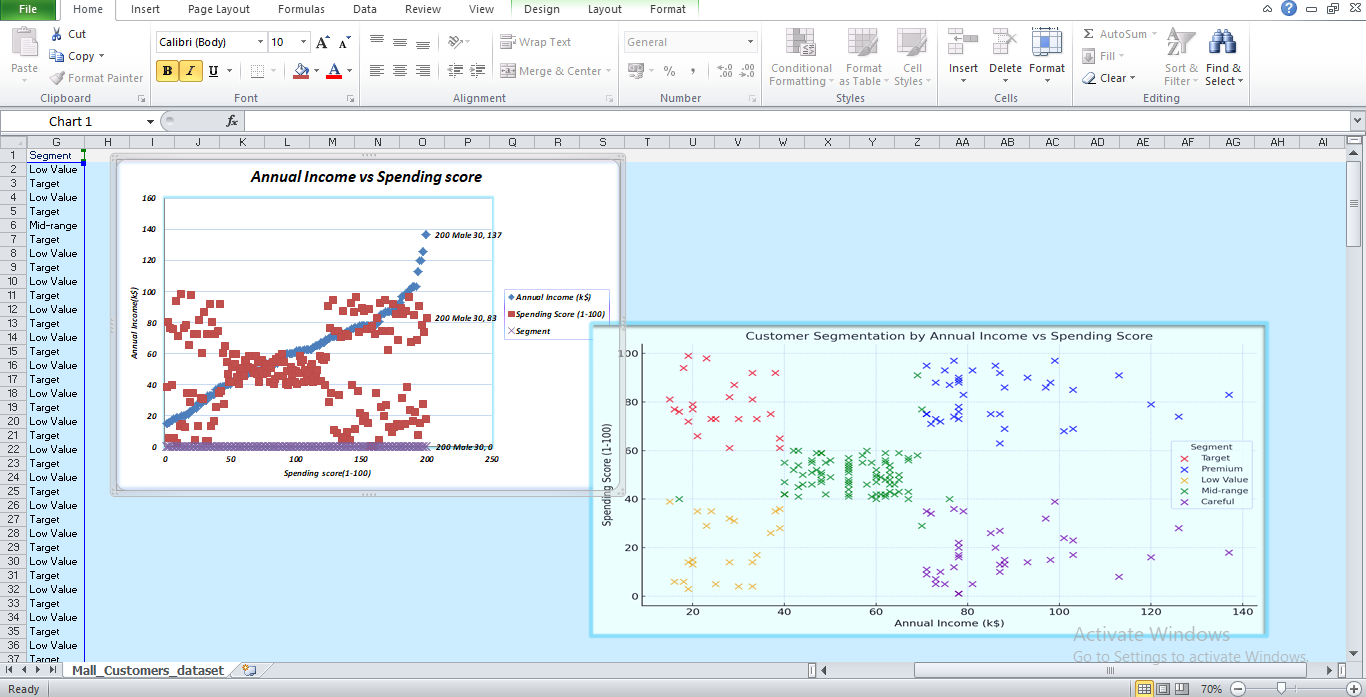 File Home Insert Page Layout Formulas Data Review View Design Layout Format
Cut
Copy
Format Painter
Paste
Clipboard
Calibri (Body) 10
B I U
Font
Wrap Text
Merge & Center
Alignment
General
Number
Conditional Formatting
Format as Table
Cell Styles
Styles
Insert Delete Format
Cells
AutoSum
Fill
Clear
Sort & Filter
Find & Select
Editing
Chart 1 fx
G H I J K L M N O P Q R S T U V W X Y Z AA AB AC AD AE AF AG AH AI
1 Segment
2 Low Value
3 Target
4 Low Value
5 Target
6 Mid-range
7 Target
8 Low Value
9 Target
10 Low Value
11 Target
12 Low Value
13 Target
14 Low Value
15 Target
16 Low Value
17 Target
18 Low Value
19 Target
20 Low Value
21 Target
22 Low Value
23 Target
24 Low Value
25 Target
26 Low Value
27 Target
28 Low Value
29 Target
30 Low Value
31 Target
32 Low Value
33 Target
34 Low Value
35 Target
36 Low Value
37 Target
Annual Income vs Spending score
160
140
120
100
80
60
40
20
0
0 50 100 150 200 250
Annual Income(k$)
Spending score(1-100)
200 Male 30, 137
200 Male 30, 83
200 Male 30, 0
Annual Income (k$)
Spending Score (1-100)
Segment
Customer Segmentation by Annual Income vs Spending Score
100
80
60
40
20
0
20 40 60 80 100 120 140
Spending Score (1-100)
Annual Income (k$)
Segment
Target
Premium
Low Value
Mid-range
Careful
Activate Windows
Go to Settings to activate Windows.
Mall_Customers_dataset
Ready 70%